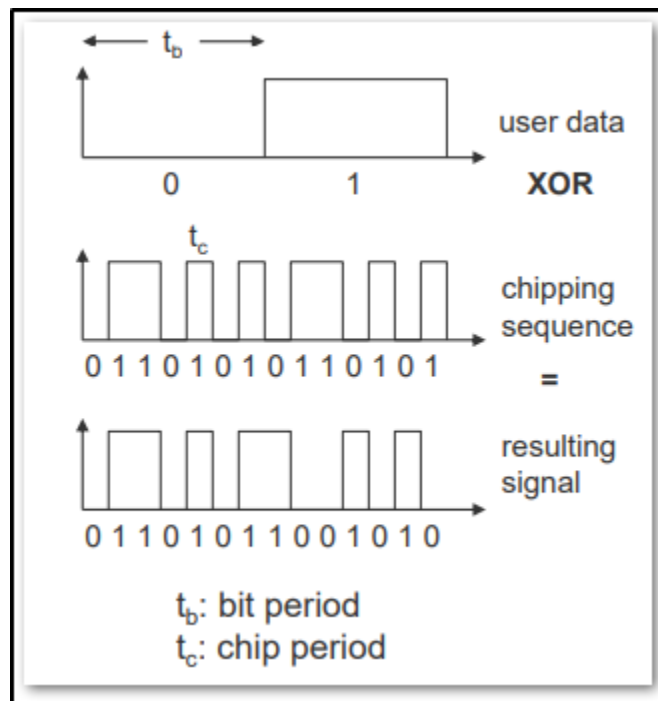 t_b
user data
0 1 XOR
t_c
chipping
sequence
0 1 1 0 1 0 1 0 1 1 0 1 0 1
=
resulting
signal
0 1 1 0 1 0 1 1 0 0 1 0 1 0
t_b: bit period
t_c: chip period